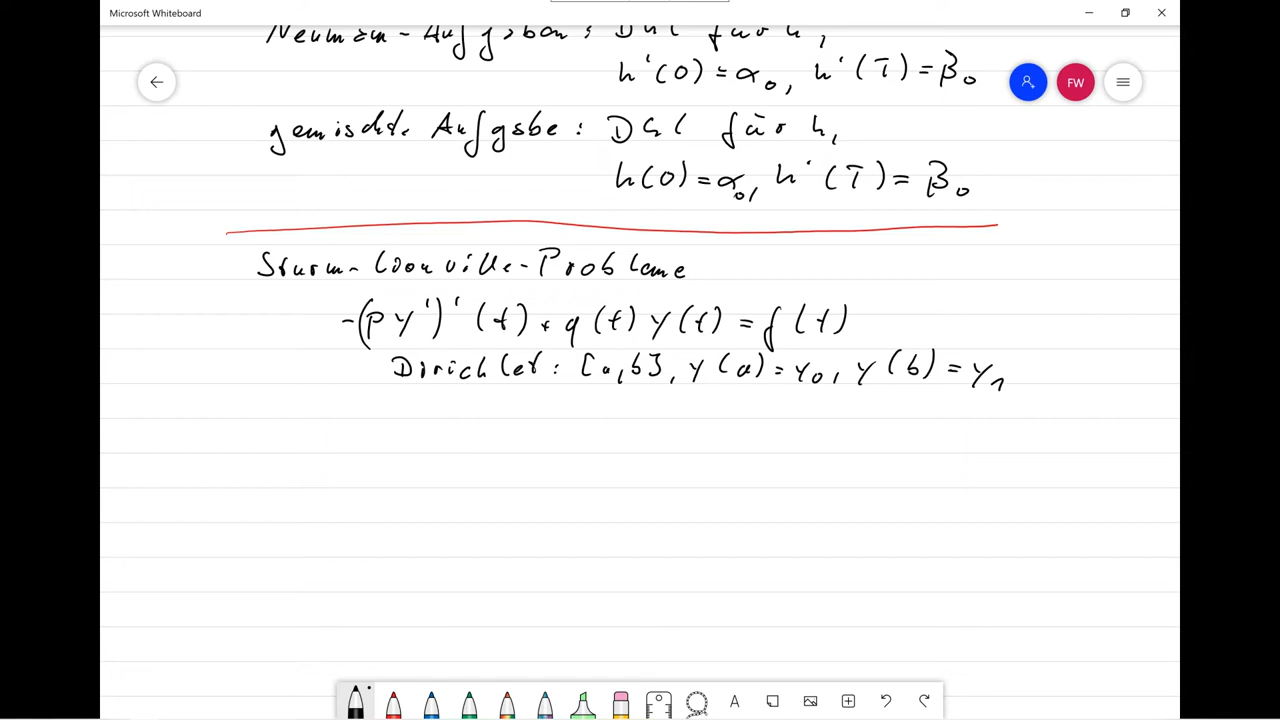 Microsoft Whiteboard
Neumann-Aufgaben: DGL für h,
h'(0) = α₀, h'(T) = β₀
FW
gemischte Aufgabe: DGL für h,
h(0) = α₀, h'(T) = β₀
Sturm-Liouville-Probleme
-(py')'(t) + q(t) y(t) = f(t)
Dirichlet: [a,b], y(a) = y₀, y(b) = y₁
A